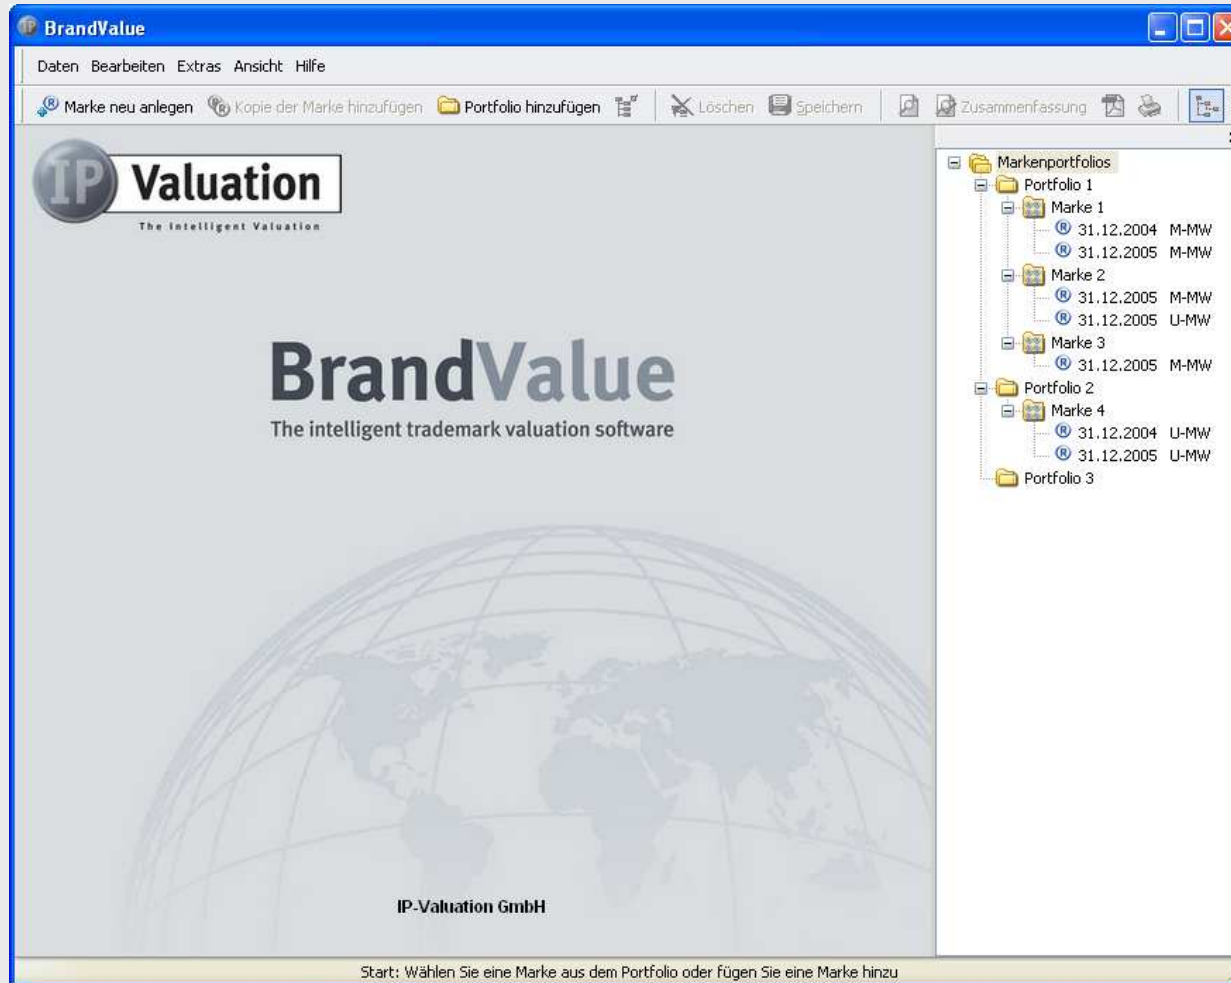 BrandValue
Daten Bearbeiten Extras Ansicht Hilfe
Marke neu anlegen Kopie der Marke hinzufügen Portfolio hinzufügen Löschen Speichern Zusammenfassung
IP Valuation
The Intelligent Valuation
BrandValue
The intelligent trademark valuation software
IP-Valuation GmbH
Markenportfolios
Portfolio 1
Marke 1
31.12.2004 M-MW
31.12.2005 M-MW
Marke 2
31.12.2005 M-MW
31.12.2005 U-MW
Marke 3
31.12.2005 M-MW
Portfolio 2
Marke 4
31.12.2004 U-MW
31.12.2005 U-MW
Portfolio 3
Start: Wählen Sie eine Marke aus dem Portfolio oder fügen Sie eine Marke hinzu